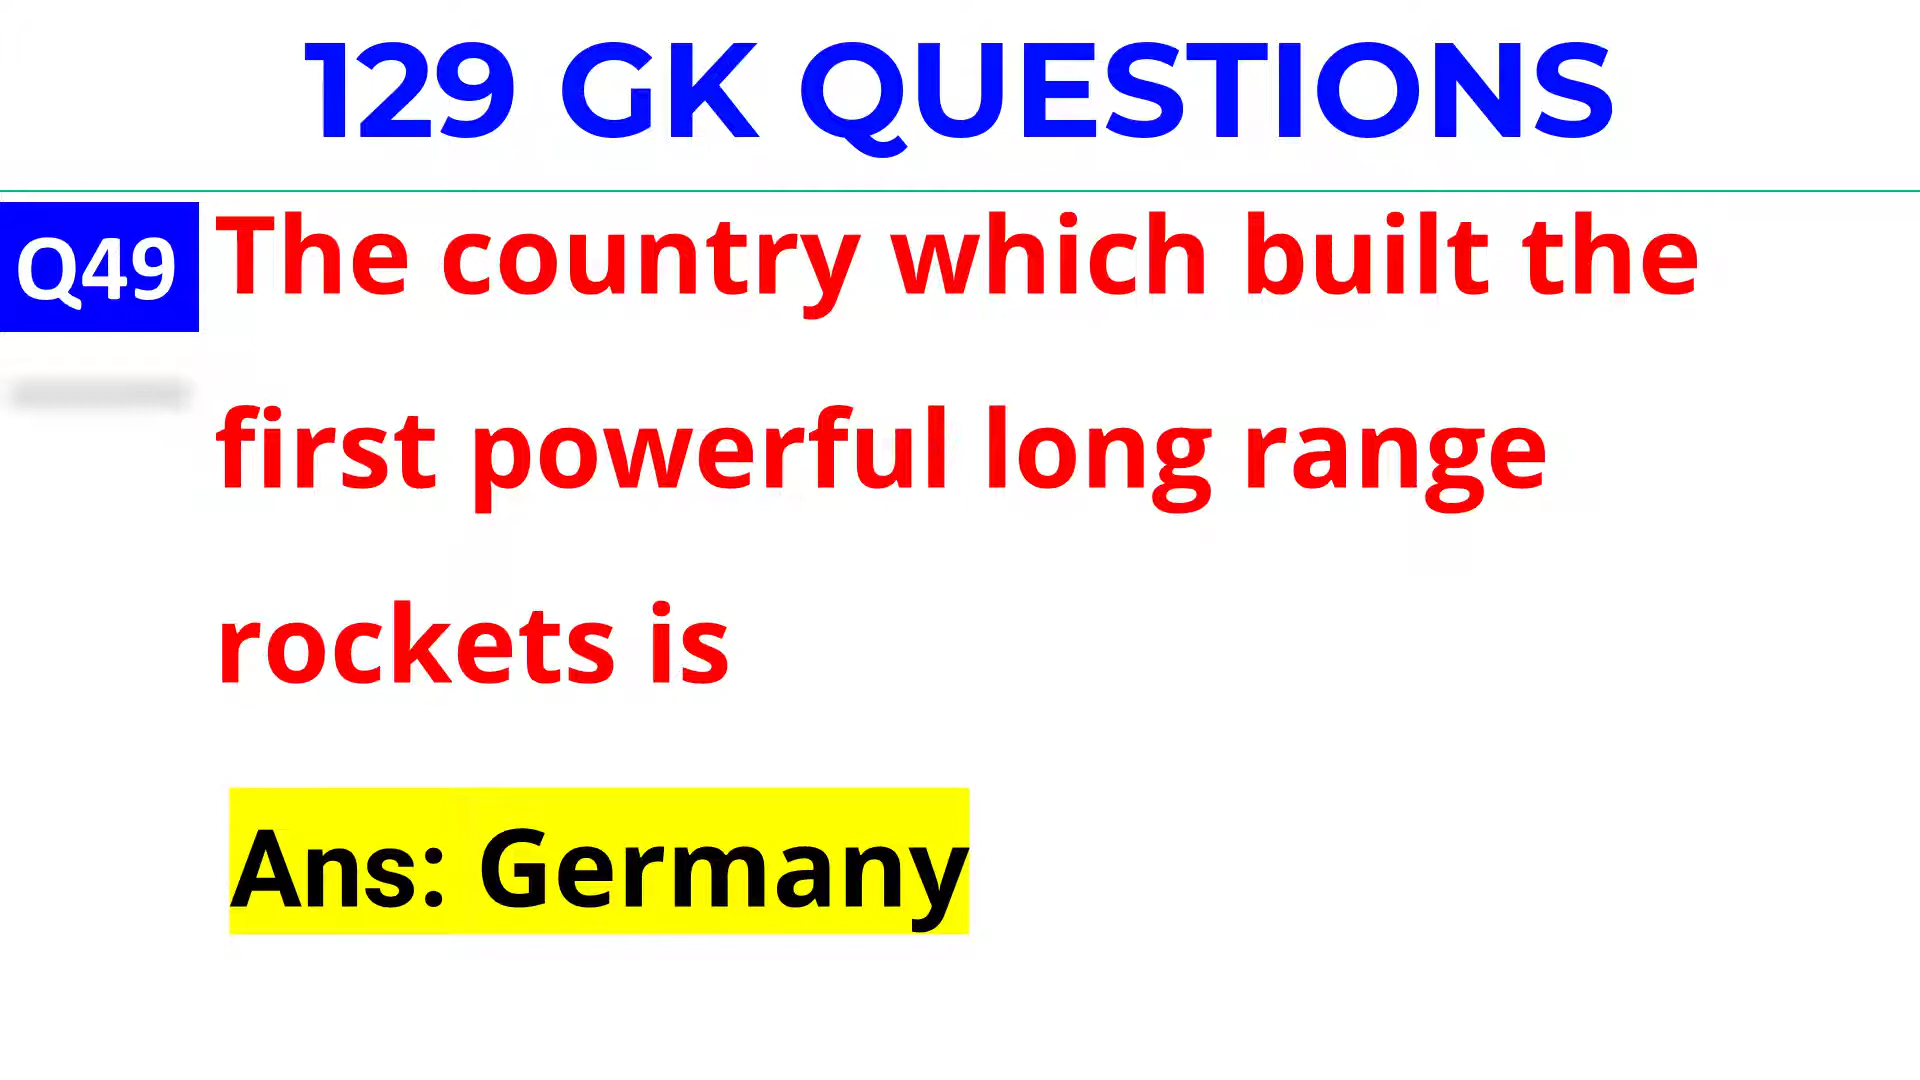 129 GK QUESTIONS
Q49 The country which built the
first powerful long range
rockets is
Ans: Germany